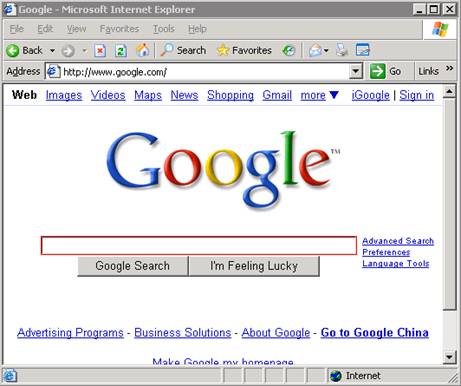 Google - Microsoft Internet Explorer
File Edit View Favorites Tools Help
Back Search Favorites
Address http://www.google.com/ Go Links »
Web Images Videos Maps News Shopping Gmail more ▼ iGoogle | Sign in
Google™
Advanced Search
Preferences
Language Tools
Google Search I'm Feeling Lucky
Advertising Programs - Business Solutions - About Google - Go to Google China
Make Google my homepage
Internet